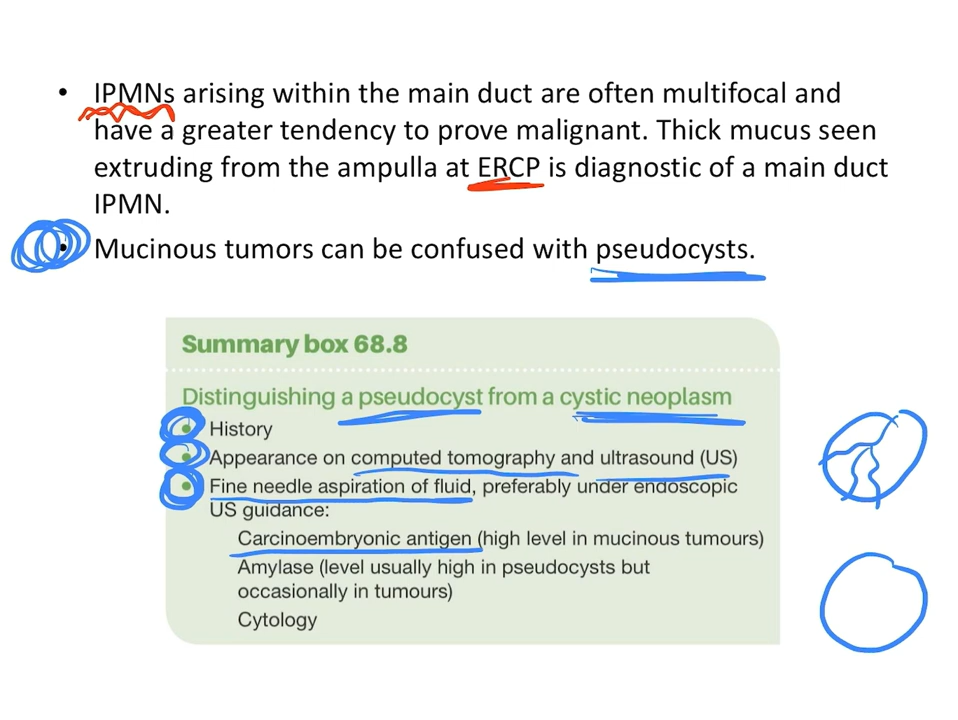 • IPMNs arising within the main duct are often multifocal and
have a greater tendency to prove malignant. Thick mucus seen
extruding from the ampulla at ERCP is diagnostic of a main duct
IPMN.
• Mucinous tumors can be confused with pseudocysts.
Summary box 68.8
Distinguishing a pseudocyst from a cystic neoplasm
• History
• Appearance on computed tomography and ultrasound (US)
• Fine needle aspiration of fluid, preferably under endoscopic
US guidance:
Carcinoembryonic antigen (high level in mucinous tumours)
Amylase (level usually high in pseudocysts but
occasionally in tumours)
Cytology